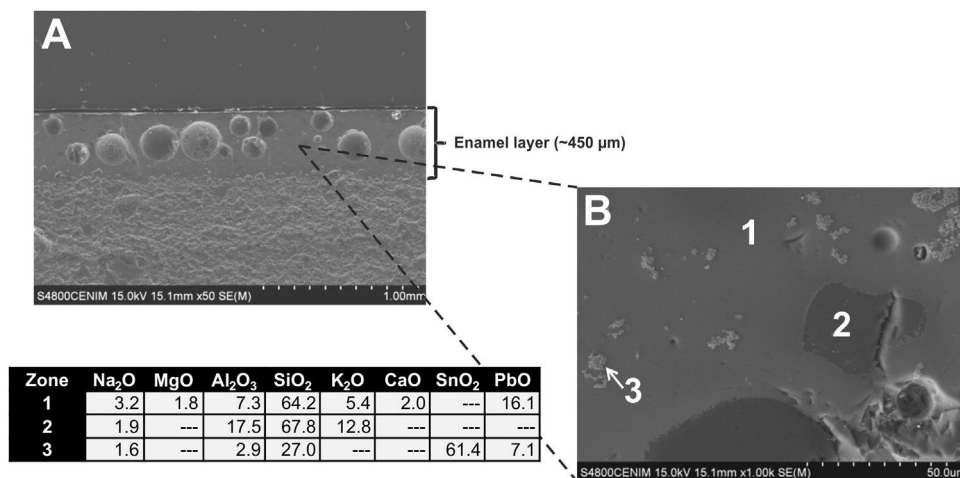 A
Enamel layer (~450 µm)
S4800CENIM 15.0kV 15.1mm x50 SE(M)
1.00mm
B
1
2
3
S4800CENIM 15.0kV 15.1mm x1.00k SE(M)
50.0um
Zone Na₂O MgO Al₂O₃ SiO₂ K₂O CaO SnO₂ PbO
1 3.2 1.8 7.3 64.2 5.4 2.0 --- 16.1
2 1.9 --- 17.5 67.8 12.8 --- --- ---
3 1.6 --- 2.9 27.0 --- --- 61.4 7.1